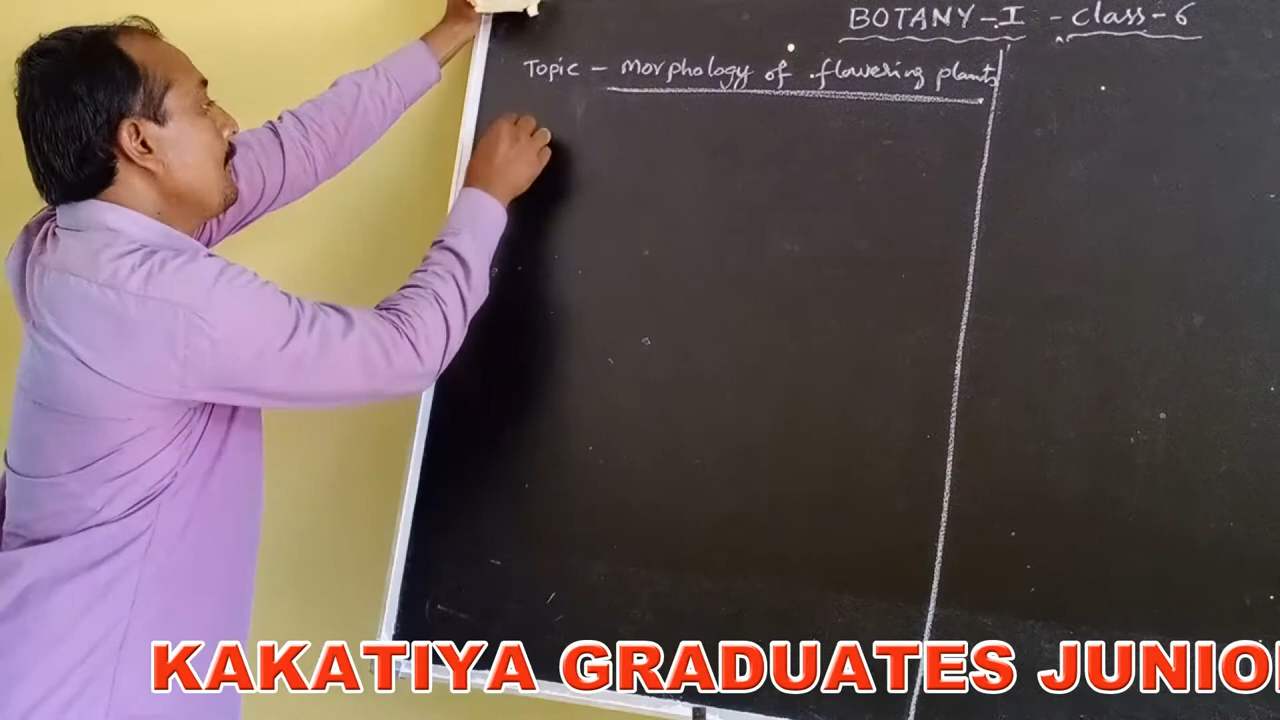 BOTANY - I - Class - 6
Topic - Morphology of flowering plants
KAKATIYA GRADUATES JUNIO